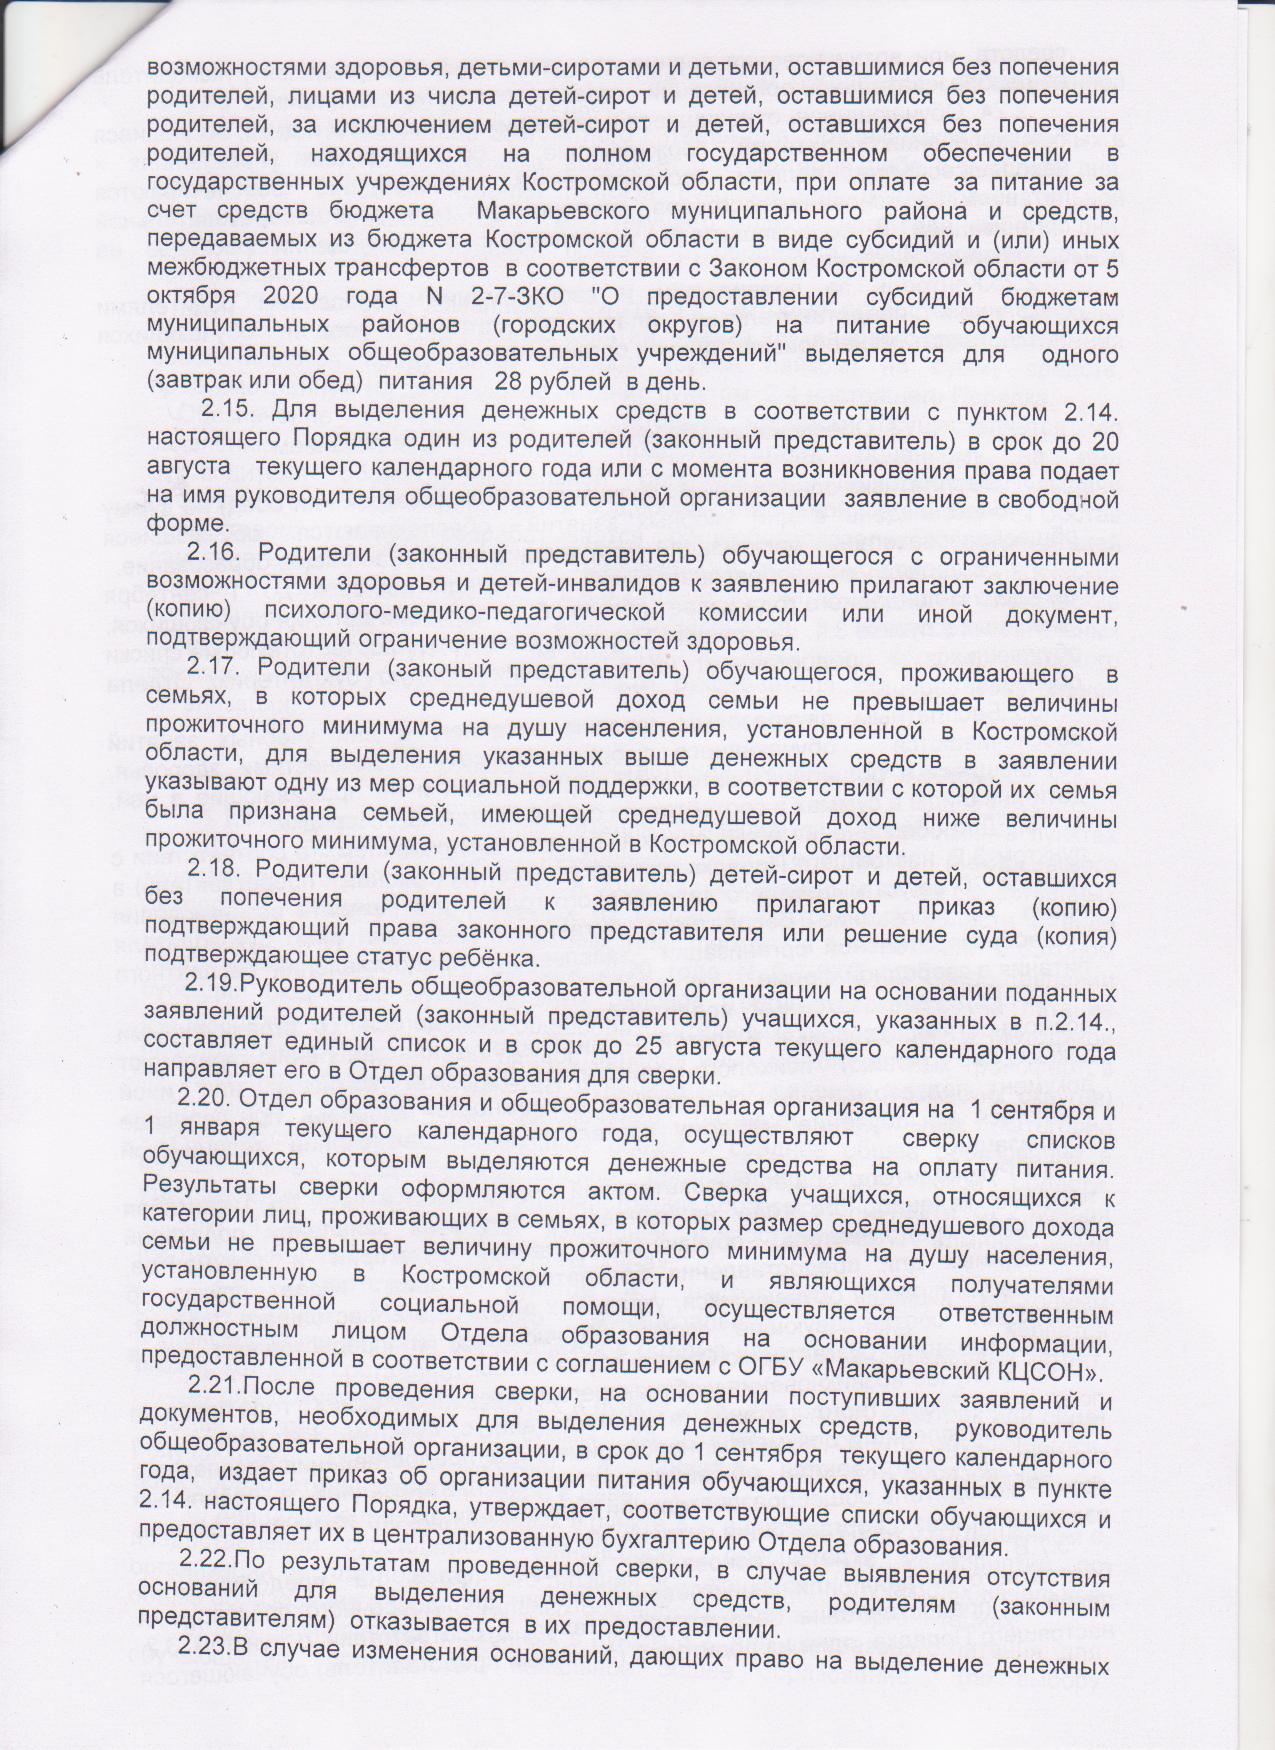 возможностями здоровья, детьми-сиротами и детьми, оставшимися без попечения
родителей, лицами из числа детей-сирот и детей, оставшимися без попечения
родителей, за исключением детей-сирот и детей, оставшихся без попечения
родителей, находящихся на полном государственном обеспечении в
государственных учреждениях Костромской области, при оплате за питание за
счет средств бюджета Макарьевского муниципального района и средств,
передаваемых из бюджета Костромской области в виде субсидий и (или) иных
межбюджетных трансфертов в соответствии с Законом Костромской области от 5
октября 2020 года N 2-7-ЗКО "О предоставлении субсидий бюджетам
муниципальных районов (городских округов) на питание обучающихся
муниципальных общеобразовательных учреждений" выделяется для одного
(завтрак или обед) питания 28 рублей в день.
2.15. Для выделения денежных средств в соответствии с пунктом 2.14.
настоящего Порядка один из родителей (законный представитель) в срок до 20
августа текущего календарного года или с момента возникновения права подает
на имя руководителя общеобразовательной организации заявление в свободной
форме.
2.16. Родители (законный представитель) обучающегося с ограниченными
возможностями здоровья и детей-инвалидов к заявлению прилагают заключение
(копию) психолого-медико-педагогической комиссии или иной документ,
подтверждающий ограничение возможностей здоровья.
2.17. Родители (законый представитель) обучающегося, проживающего в
семьях, в которых среднедушевой доход семьи не превышает величины
прожиточного минимума на душу насенления, установленной в Костромской
области, для выделения указанных выше денежных средств в заявлении
указывают одну из мер социальной поддержки, в соответствии с которой их семья
была признана семьей, имеющей среднедушевой доход ниже величины
прожиточного минимума, установленной в Костромской области.
2.18. Родители (законный представитель) детей-сирот и детей, оставшихся
без попечения родителей к заявлению прилагают приказ (копию)
подтверждающий права законного представителя или решение суда (копия)
подтверждающее статус ребёнка.
2.19.Руководитель общеобразовательной организации на основании поданных
заявлений родителей (законный представитель) учащихся, указанных в п.2.14.,
составляет единый список и в срок до 25 августа текущего календарного года
направляет его в Отдел образования для сверки.
2.20. Отдел образования и общеобразовательная организация на 1 сентября и
1 января текущего календарного года, осуществляют сверку списков
обучающихся, которым выделяются денежные средства на оплату питания.
Результаты сверки оформляются актом. Сверка учащихся, относящихся к
категории лиц, проживающих в семьях, в которых размер среднедушевого дохода
семьи не превышает величину прожиточного минимума на душу населения,
установленную в Костромской области, и являющихся получателями
государственной социальной помощи, осуществляется ответственным
должностным лицом Отдела образования на основании информации,
предоставленной в соответствии с соглашением с ОГБУ «Макарьевский КЦСОН».
2.21.После проведения сверки, на основании поступивших заявлений и
документов, необходимых для выделения денежных средств, руководитель
общеобразовательной организации, в срок до 1 сентября текущего календарного
года, издает приказ об организации питания обучающихся, указанных в пункте
2.14. настоящего Порядка, утверждает, соответствующие списки обучающихся и
предоставляет их в централизованную бухгалтерию Отдела образования.
2.22.По результатам проведенной сверки, в случае выявления отсутствия
оснований для выделения денежных средств, родителям (законным
представителям) отказывается в их предоставлении.
2.23.В случае изменения оснований, дающих право на выделение денежных